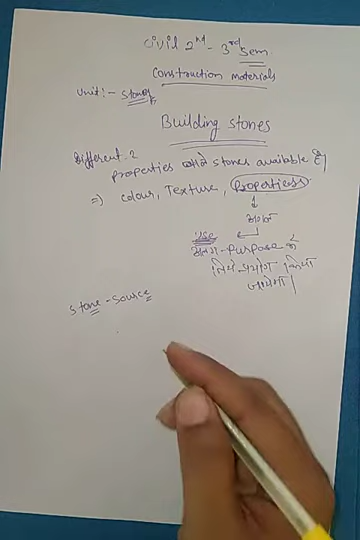 Civil 2nd - 3rd Sem.
Construction materials
Unit:- Stones
Building Stones
Different-2
properties वाले stones available हैं|
⇒ colour, Texture, Properties
अलग
use
अलग-Purpose के
लिये प्रयोग किया
जायेगा|
Stone-source